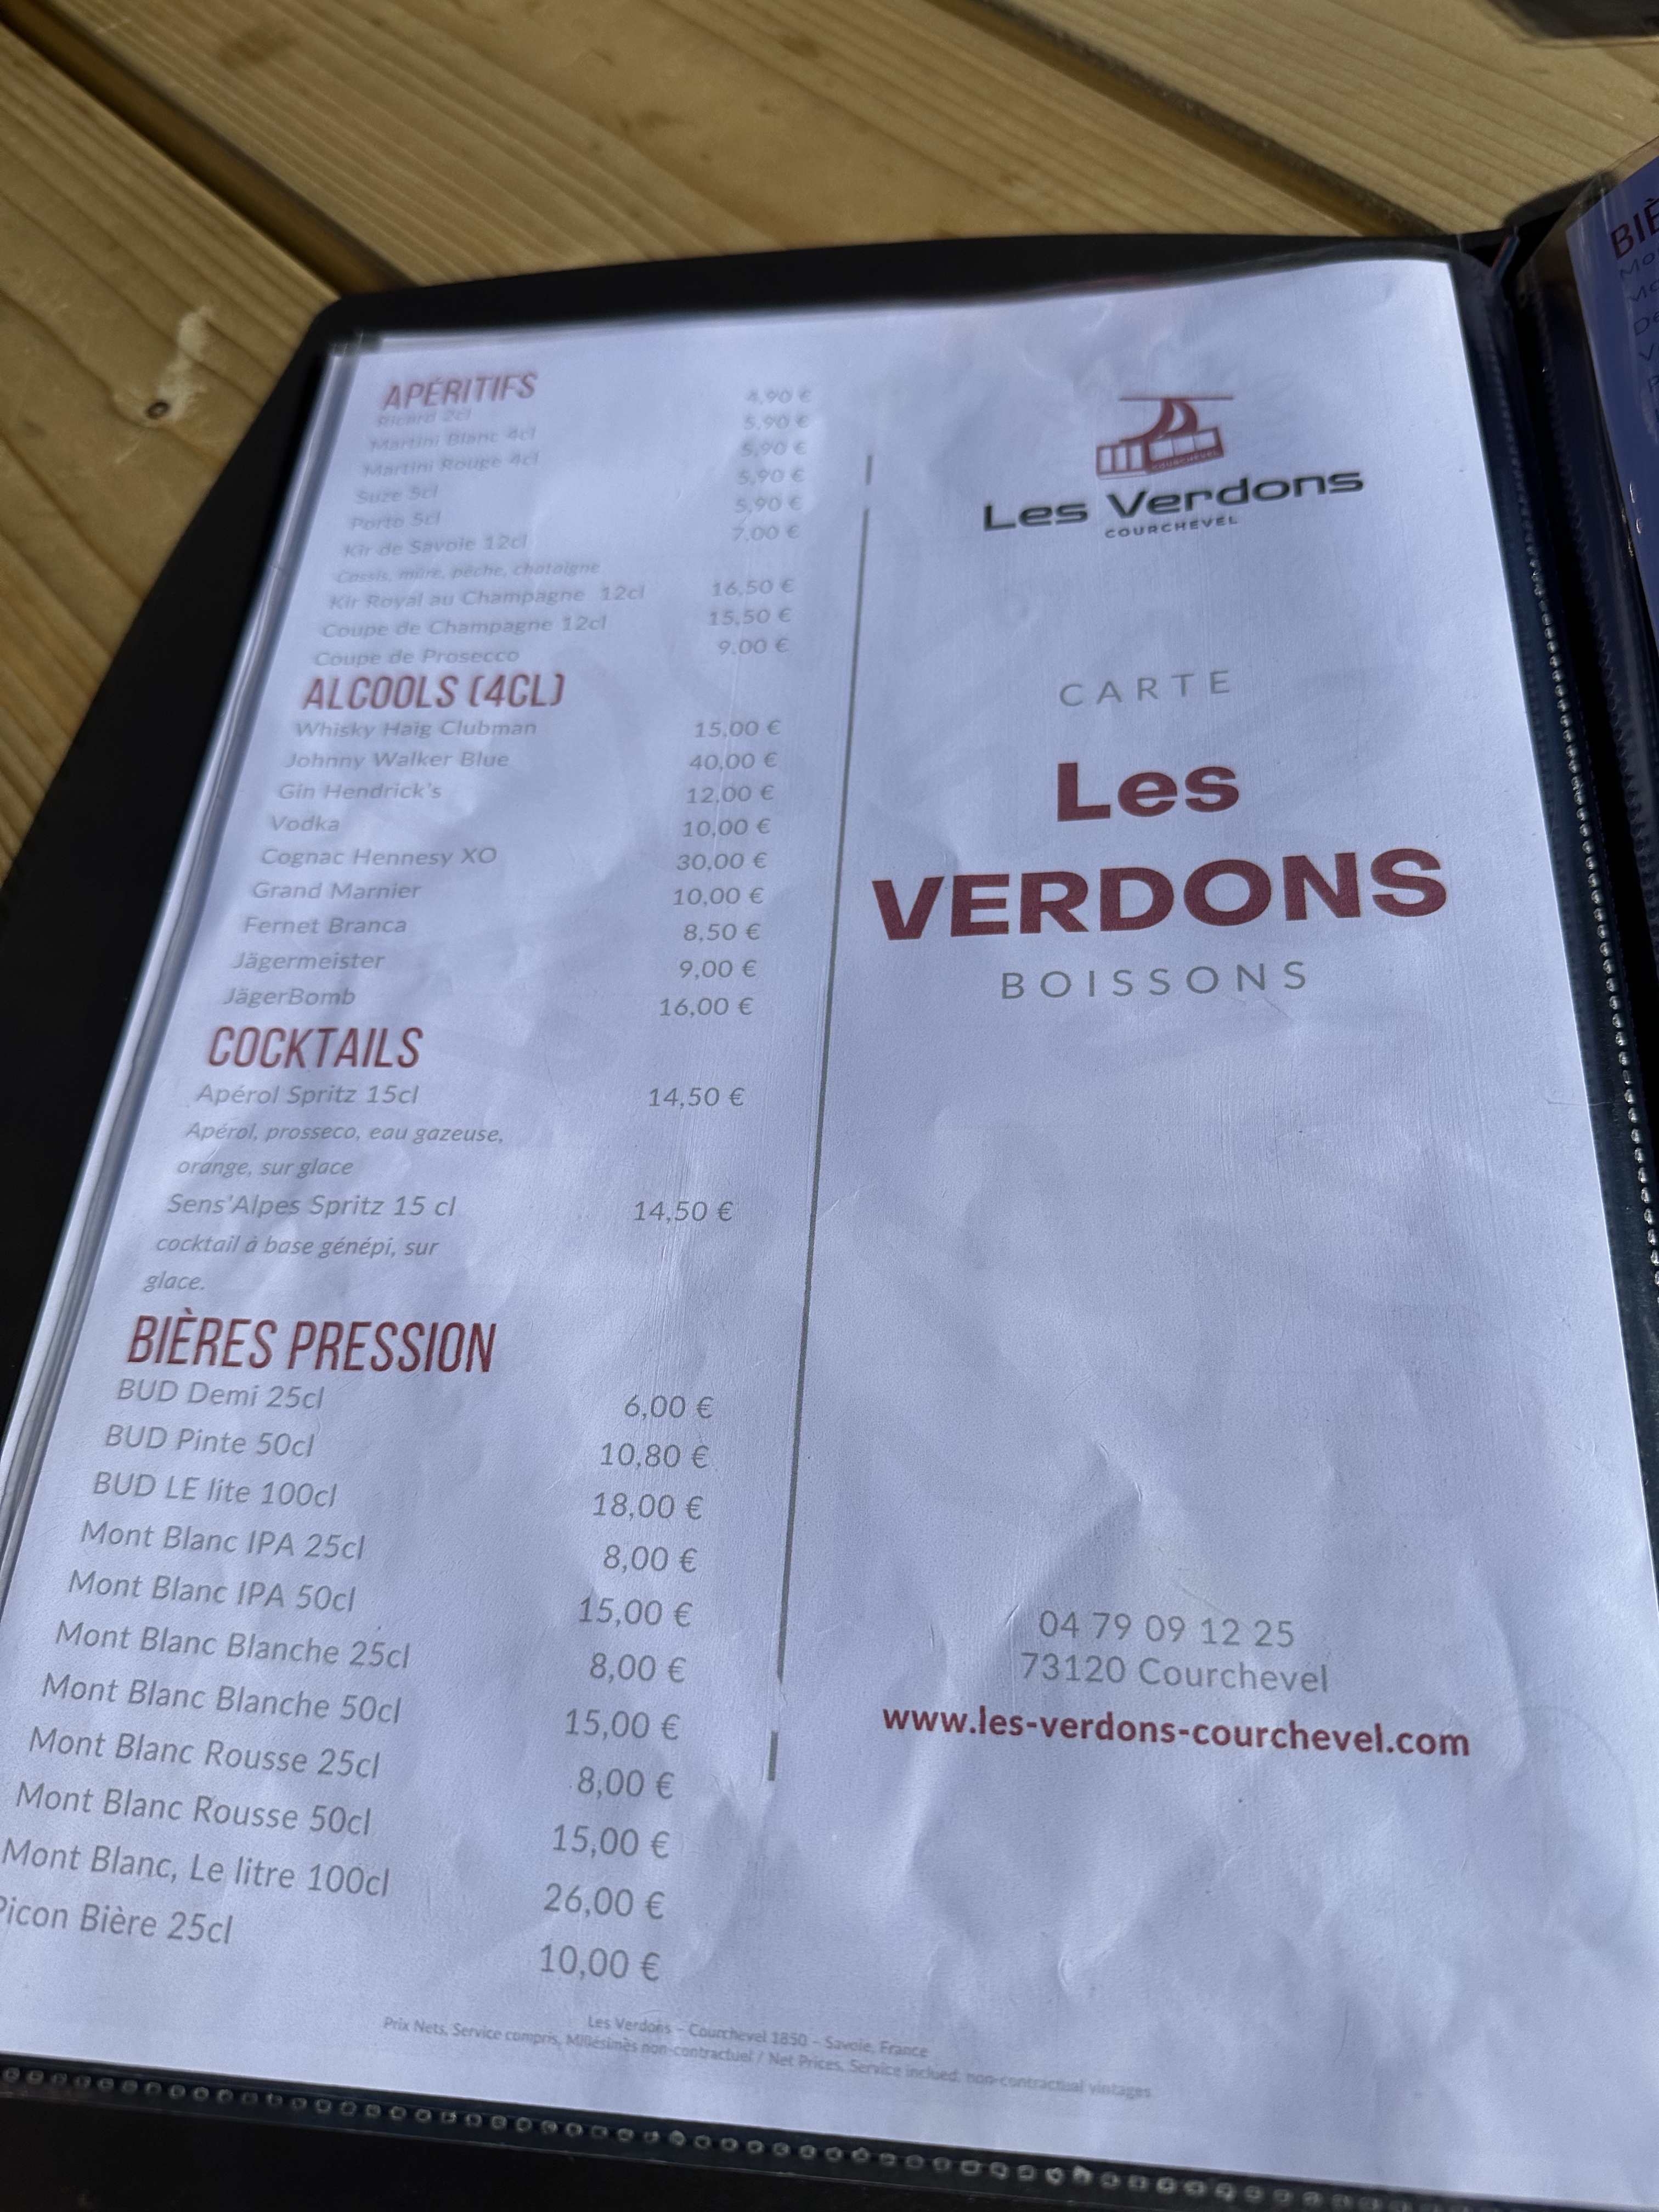 APÉRITIFS
Ricard 2cl 4,90 €
Martini Blanc 4cl 5,90 €
Martini Rouge 4cl 5,90 €
Suze 5cl 5,90 €
Porto 5cl 5,90 €
Kir de Savoie 12cl 7,00 €
Cassis, mûre, pêche, chataigne
Kir Royal au Champagne 12cl 16,50 €
Coupe de Champagne 12cl 15,50 €
Coupe de Prosecco 9,00 €
ALCOOLS (4CL)
Whisky Haig Clubman 15,00 €
Johnny Walker Blue 40,00 €
Gin Hendrick's 12,00 €
Vodka 10,00 €
Cognac Hennesy XO 30,00 €
Grand Marnier 10,00 €
Fernet Branca 8,50 €
Jägermeister 9,00 €
JägerBomb 16,00 €
COCKTAILS
Apérol Spritz 15cl 14,50 €
Apérol, prosseco, eau gazeuse,
orange, sur glace
Sens'Alpes Spritz 15 cl 14,50 €
cocktail à base génépi, sur
glace.
BIÈRES PRESSION
BUD Demi 25cl 6,00 €
BUD Pinte 50cl 10,80 €
BUD LE lite 100cl 18,00 €
Mont Blanc IPA 25cl 8,00 €
Mont Blanc IPA 50cl 15,00 €
Mont Blanc Blanche 25cl 8,00 €
Mont Blanc Blanche 50cl 15,00 €
Mont Blanc Rousse 25cl 8,00 €
Mont Blanc Rousse 50cl 15,00 €
Mont Blanc, Le litre 100cl 26,00 €
Picon Bière 25cl 10,00 €
COURCHEVEL
Les Verdons
COURCHEVEL
CARTE
Les
VERDONS
BOISSONS
04 79 09 12 25
73120 Courchevel
www.les-verdons-courchevel.com
Les Verdons – Courchevel 1850 – Savoie, France
Prix Nets, Service compris, Millésimès non-contractuel / Net Prices, Service inclued, non-contractual vintages